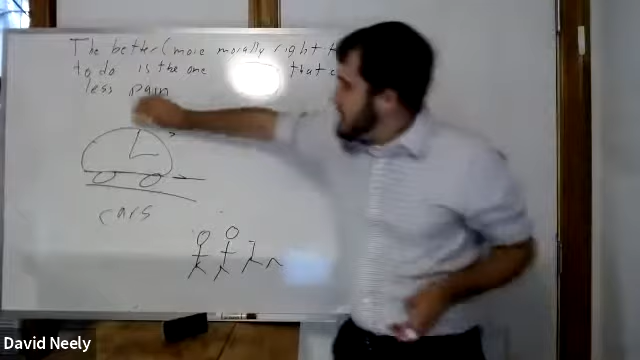 The better (more morally right t
to do is the one that c
less pain
cars
David Neely